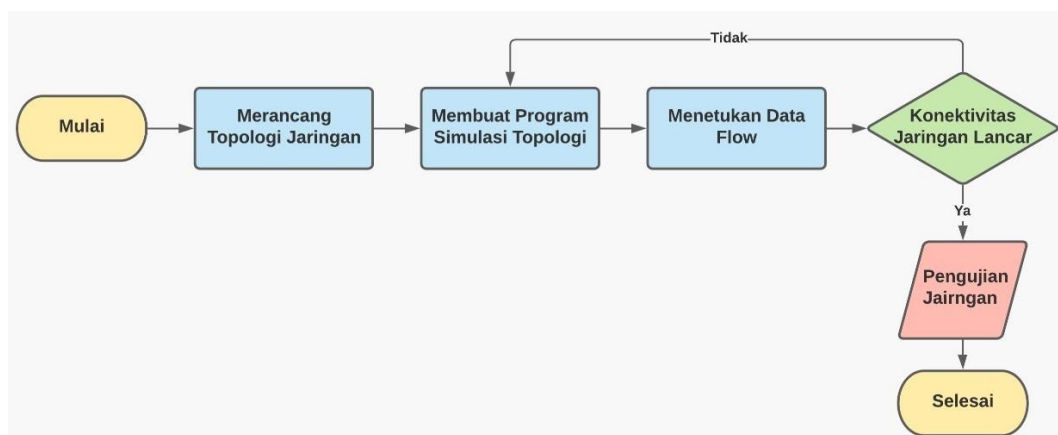 Tidak
Mulai
Merancang
Topologi Jaringan
Membuat Program
Simulasi Topologi
Menetukan Data
Flow
Konektivitas
Jaringan Lancar
Ya
Pengujian
Jairngan
Selesai